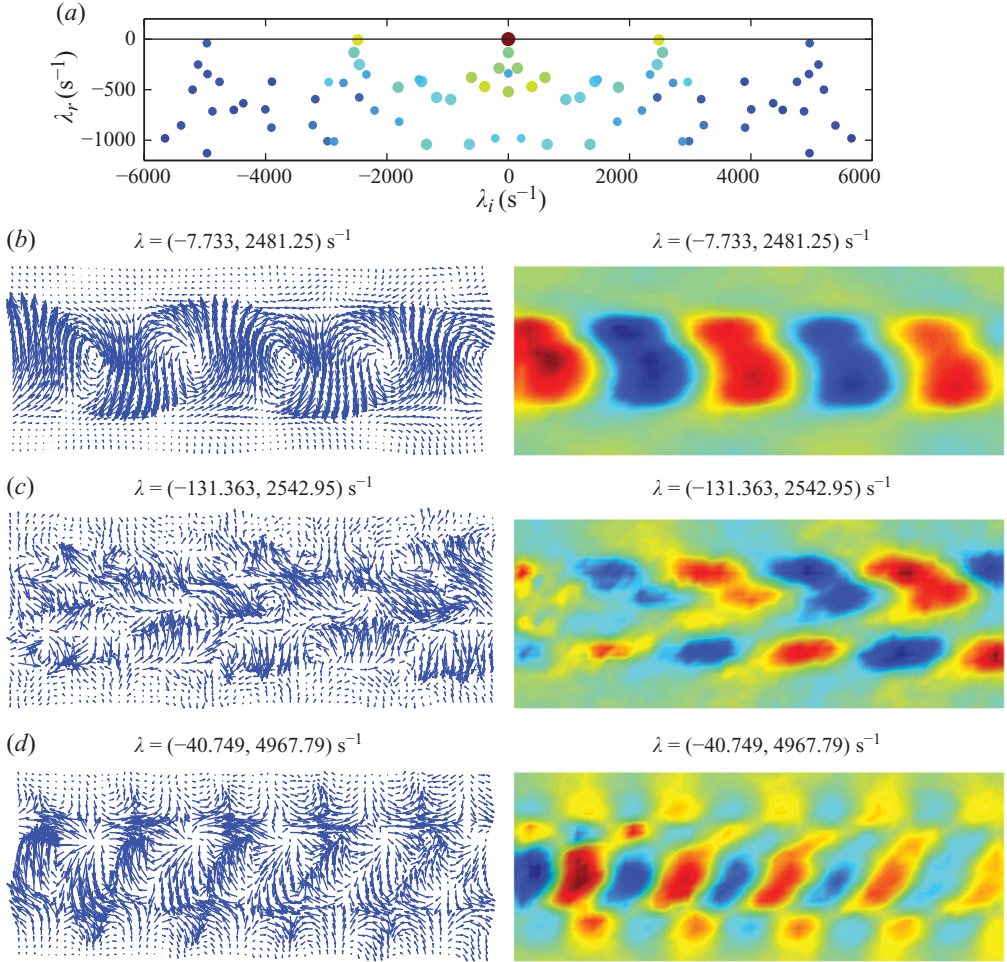 (a)
0
−500
−1000
λr (s−1)
−6000 −4000 −2000 0 2000 4000 6000
λi (s−1)
(b) λ = (−7.733, 2481.25) s−1 λ = (−7.733, 2481.25) s−1
(c) λ = (−131.363, 2542.95) s−1 λ = (−131.363, 2542.95) s−1
(d) λ = (−40.749, 4967.79) s−1 λ = (−40.749, 4967.79) s−1